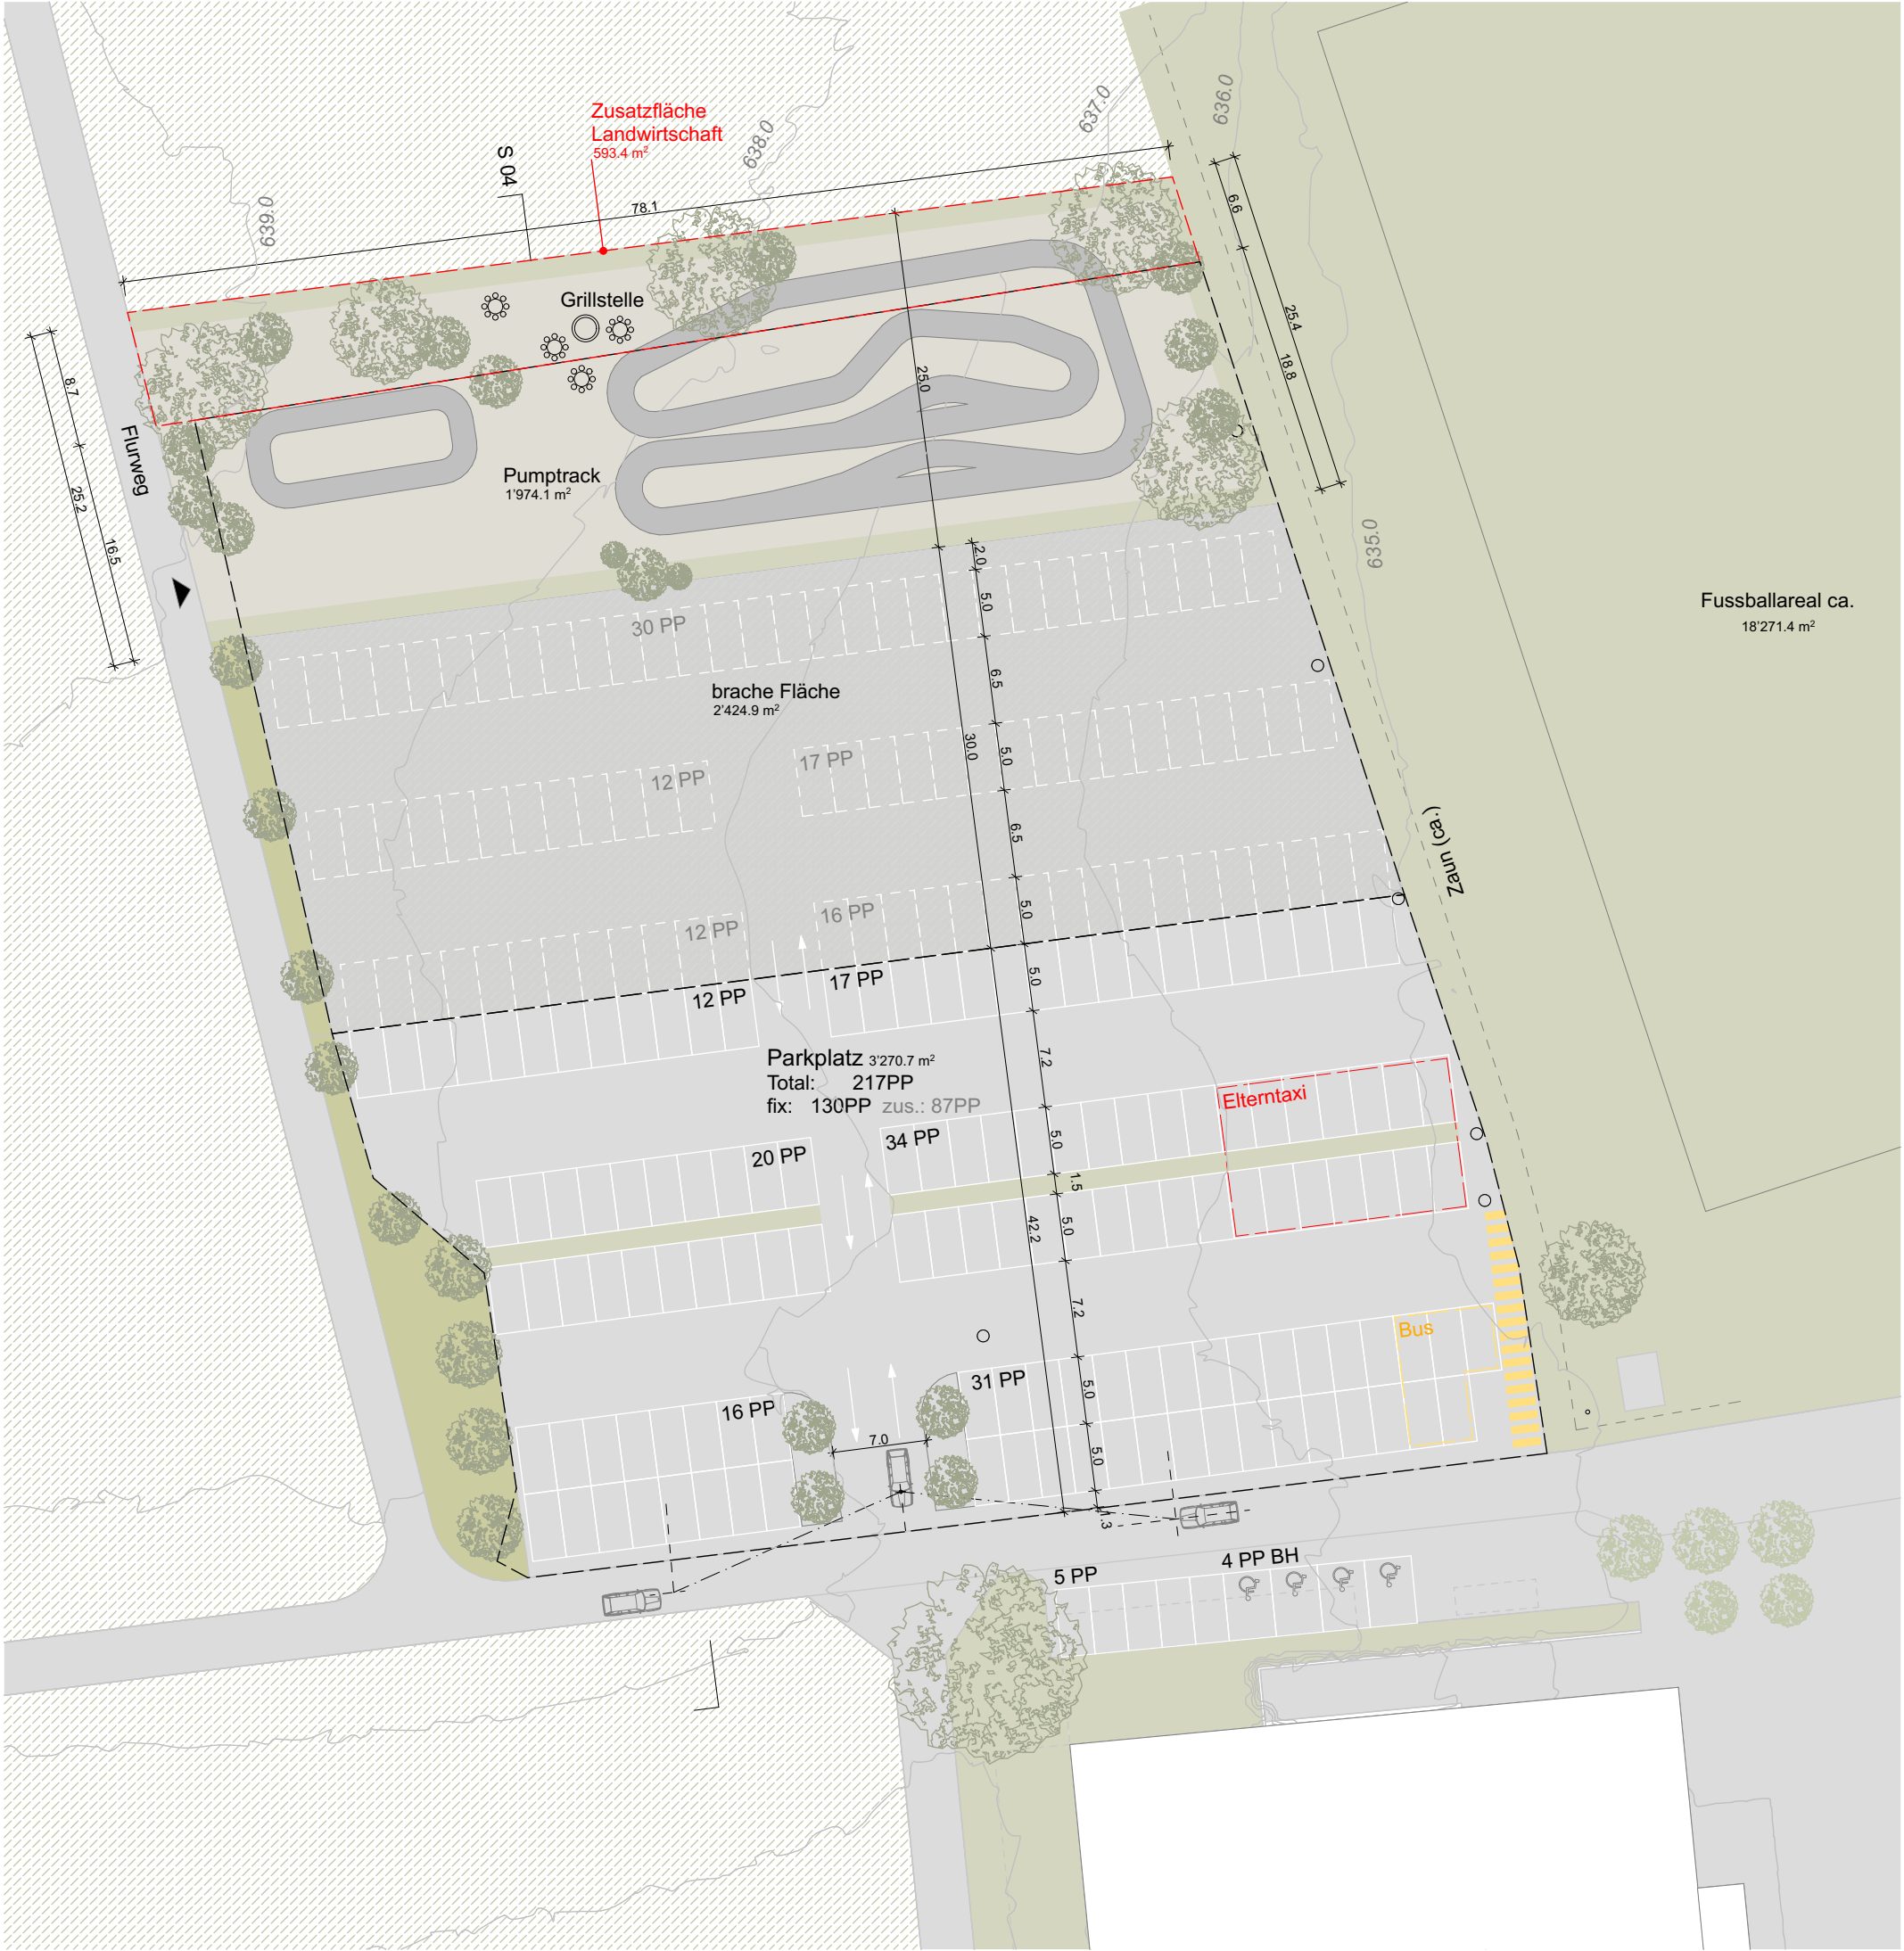 Zusatzfläche
Landwirtschaft
593.4 m²
S 04
639.0
638.0
637.0
636.0
635.0
78.1
6.6
25.4
18.8
Grillstelle
25.0
8.7
25.2
16.5
Flurweg
Pumptrack
1'974.1 m²
2.0
5.0
6.5
5.0
6.5
5.0
30.0
30 PP
brache Fläche
2'424.9 m²
Fussballareal ca.
18'271.4 m²
12 PP
17 PP
Zaun (ca.)
12 PP
16 PP
12 PP
17 PP
5.0
7.2
5.0
1.5
5.0
7.2
5.0
5.0
1.3
42.2
Parkplatz 3'270.7 m²
Total: 217PP
fix: 130PP zus.: 87PP
Elterntaxi
20 PP
34 PP
Bus
16 PP
31 PP
7.0
5 PP
4 PP BH